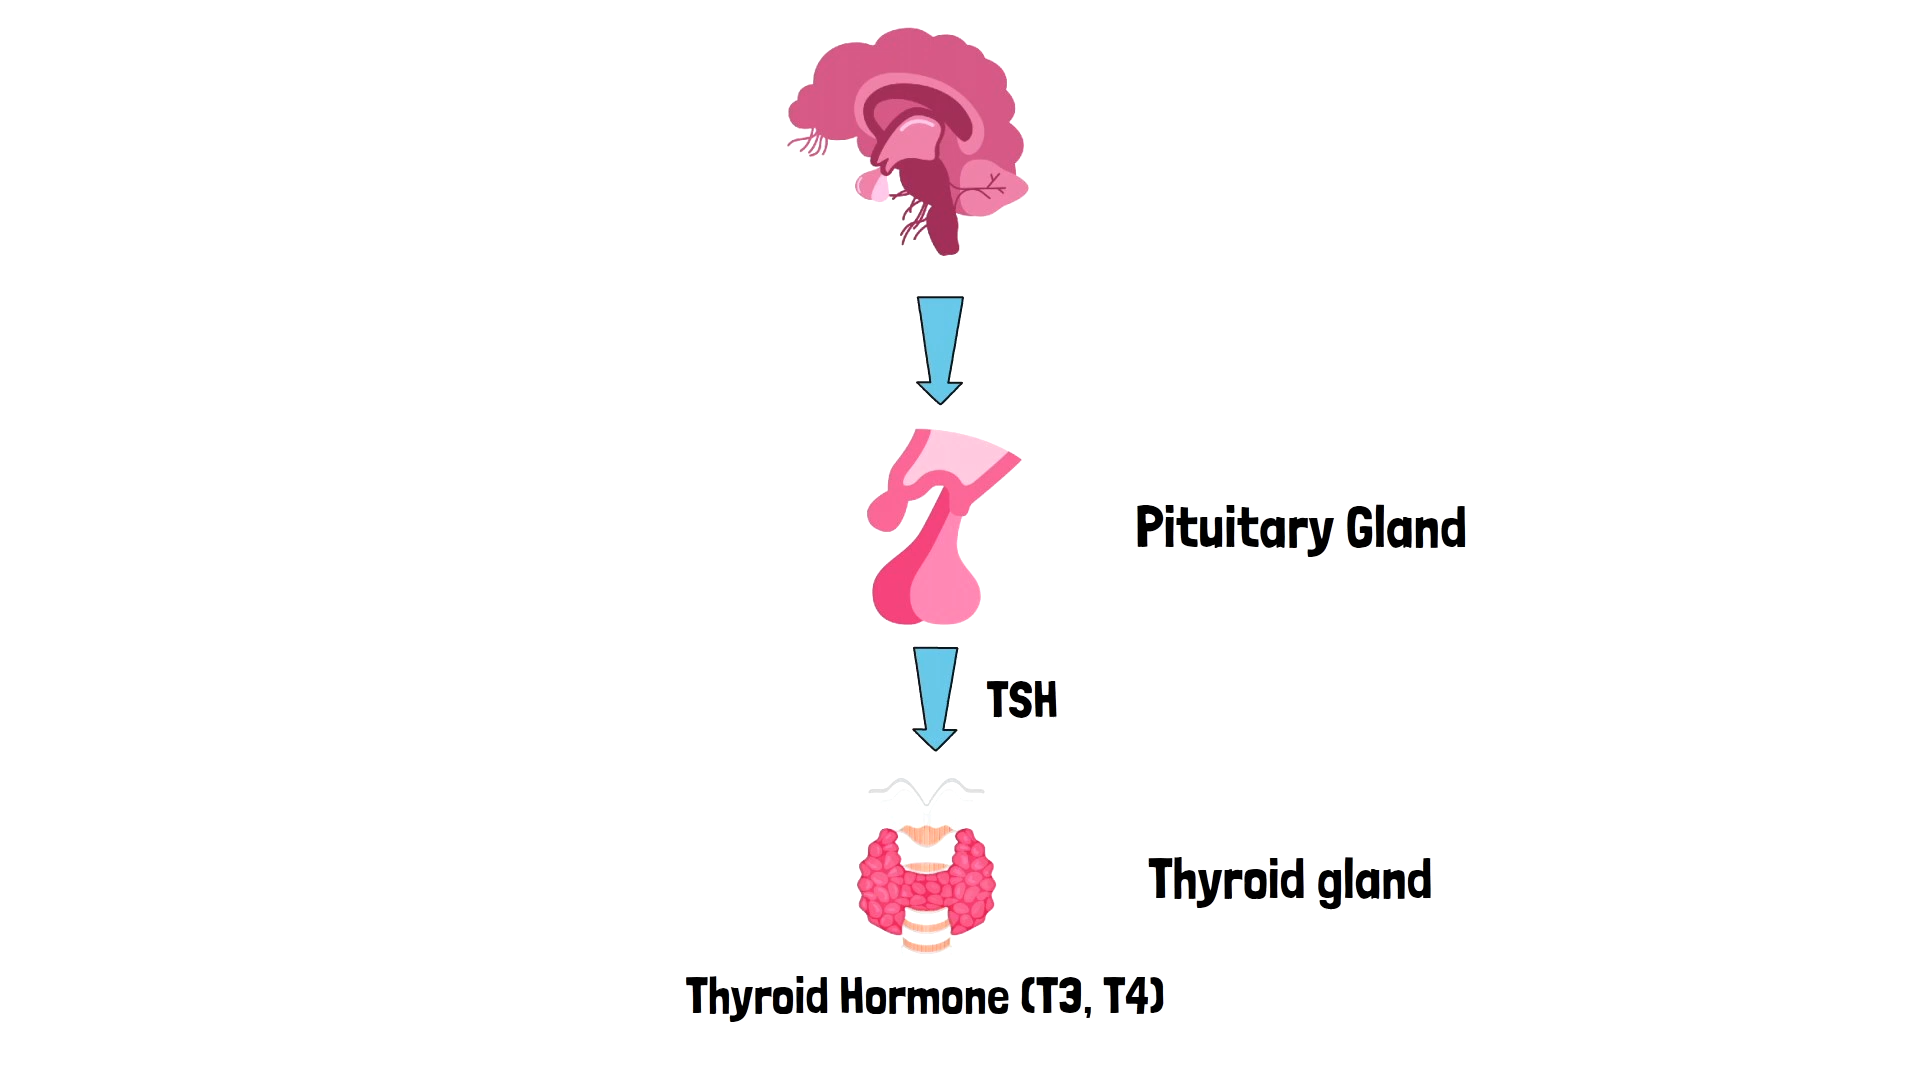 Pituitary Gland
TSH
Thyroid gland
Thyroid Hormone (T3, T4)